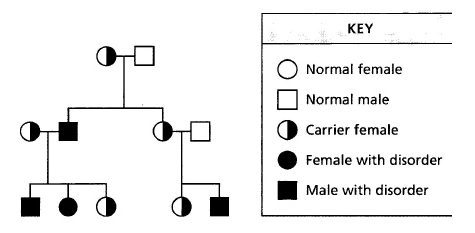 KEY
Normal female
Normal male
Carrier female
Female with disorder
Male with disorder